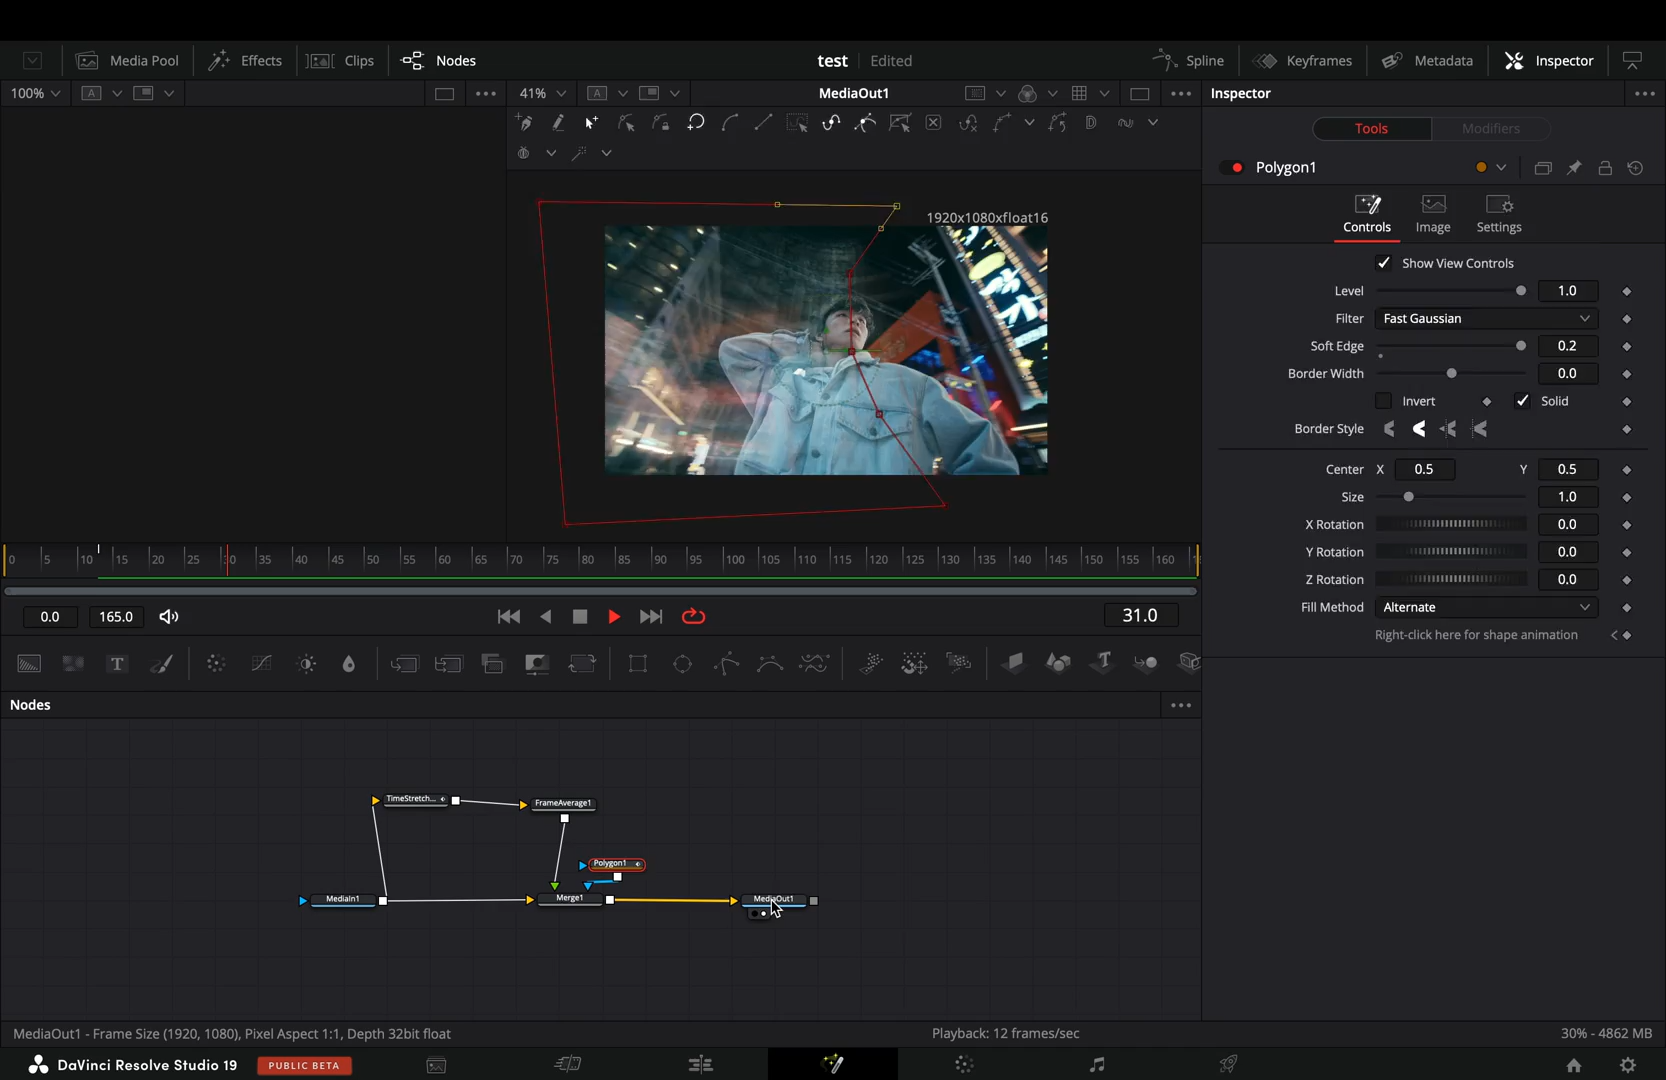 Media Pool
Effects
Clips
Nodes
test
Edited
Spline
Keyframes
Metadata
Inspector
100%
A
41%
A
MediaOut1
Inspector
Tools
Modifiers
Polygon1
Controls
Image
Settings
1920x1080xfloat16
Show View Controls
Level 1.0
Filter Fast Gaussian
Soft Edge 0.2
Border Width 0.0
Invert Solid
Border Style
Center X 0.5 Y 0.5
Size 1.0
X Rotation 0.0
Y Rotation 0.0
Z Rotation 0.0
Fill Method Alternate
Right-click here for shape animation
0 5 10 15 20 25 30 35 40 45 50 55 60 65 70 75 80 85 90 95 100 105 110 115 120 125 130 135 140 145 150 155 160
0.0
165.0
31.0
T
T
Nodes
TimeStretch...
FrameAverage1
Polygon1
MediaIn1
Merge1
MediaOut1
MediaOut1 - Frame Size (1920, 1080), Pixel Aspect 1:1, Depth 32bit float
Playback: 12 frames/sec
30% - 4862 MB
DaVinci Resolve Studio 19
PUBLIC BETA